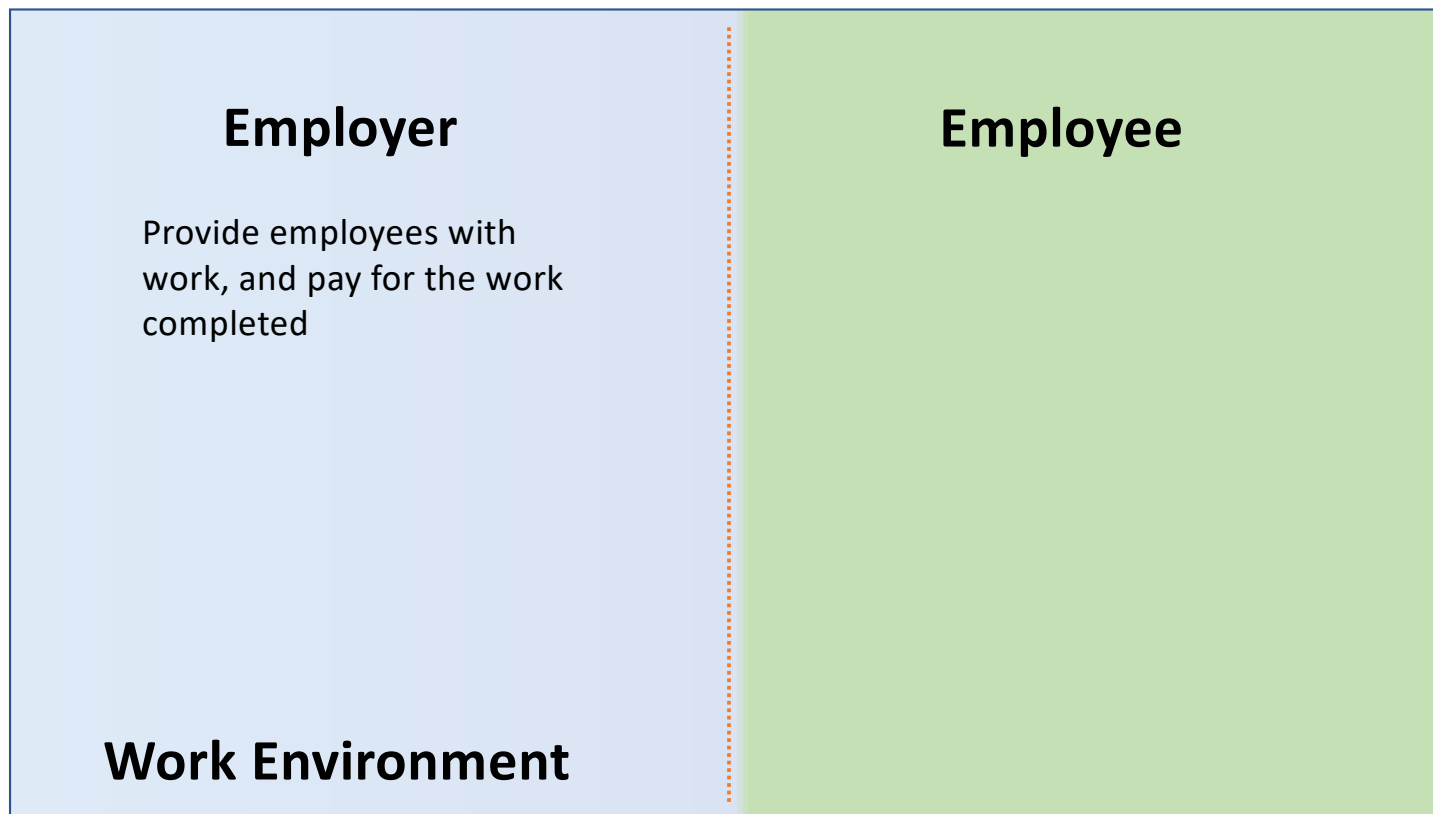 Employer
Provide employees with
work, and pay for the work
completed
Work Environment
Employee